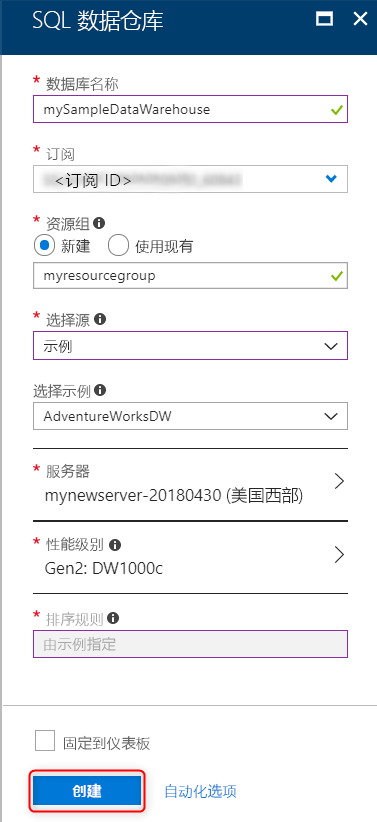 SQL 数据仓库
* 数据库名称
mySampleDataWarehouse
* 订阅
<订阅 ID>
* 资源组
新建 使用现有
myresourcegroup
* 选择源
示例
选择示例
AdventureWorksDW
* 服务器
mynewserver-20180430 (美国西部)
* 性能级别
Gen2: DW1000c
* 排序规则
由示例指定
固定到仪表板
创建 自动化选项